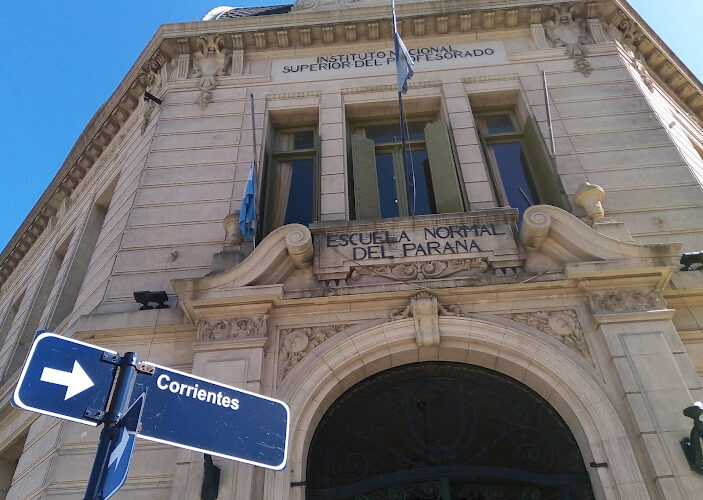 INSTITUTO NACIONAL
SUPERIOR DEL PROFESORADO
ESCUELA NORMAL
DEL PARANA
Corrientes